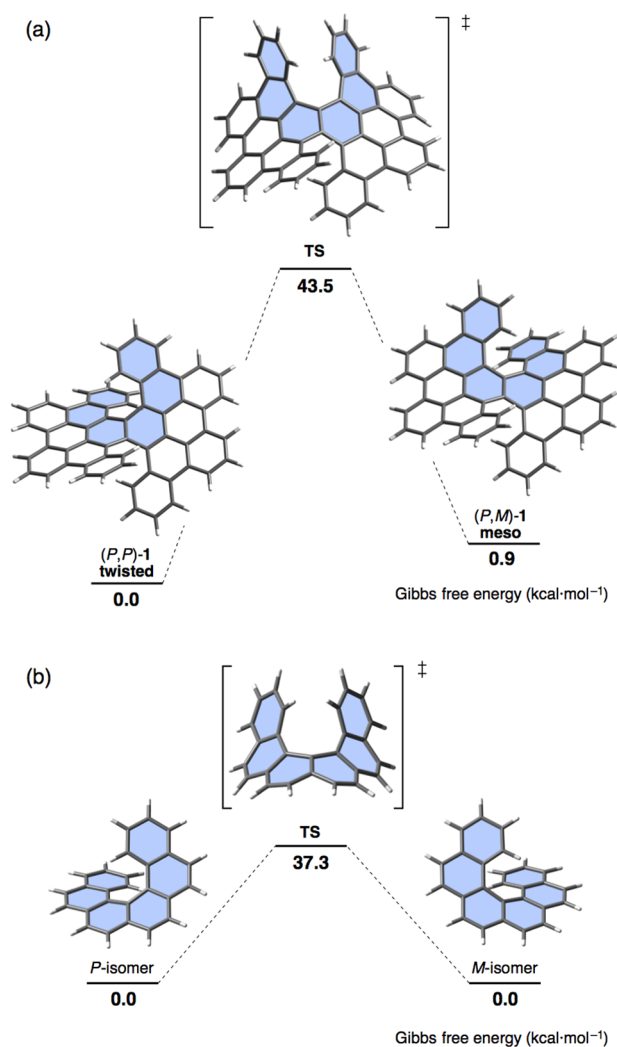 (a)
‡
TS
43.5
(P,P)-1
twisted
0.0
(P,M)-1
meso
0.9
Gibbs free energy (kcal·mol⁻¹)
(b)
‡
TS
37.3
P-isomer
0.0
M-isomer
0.0
Gibbs free energy (kcal·mol⁻¹)